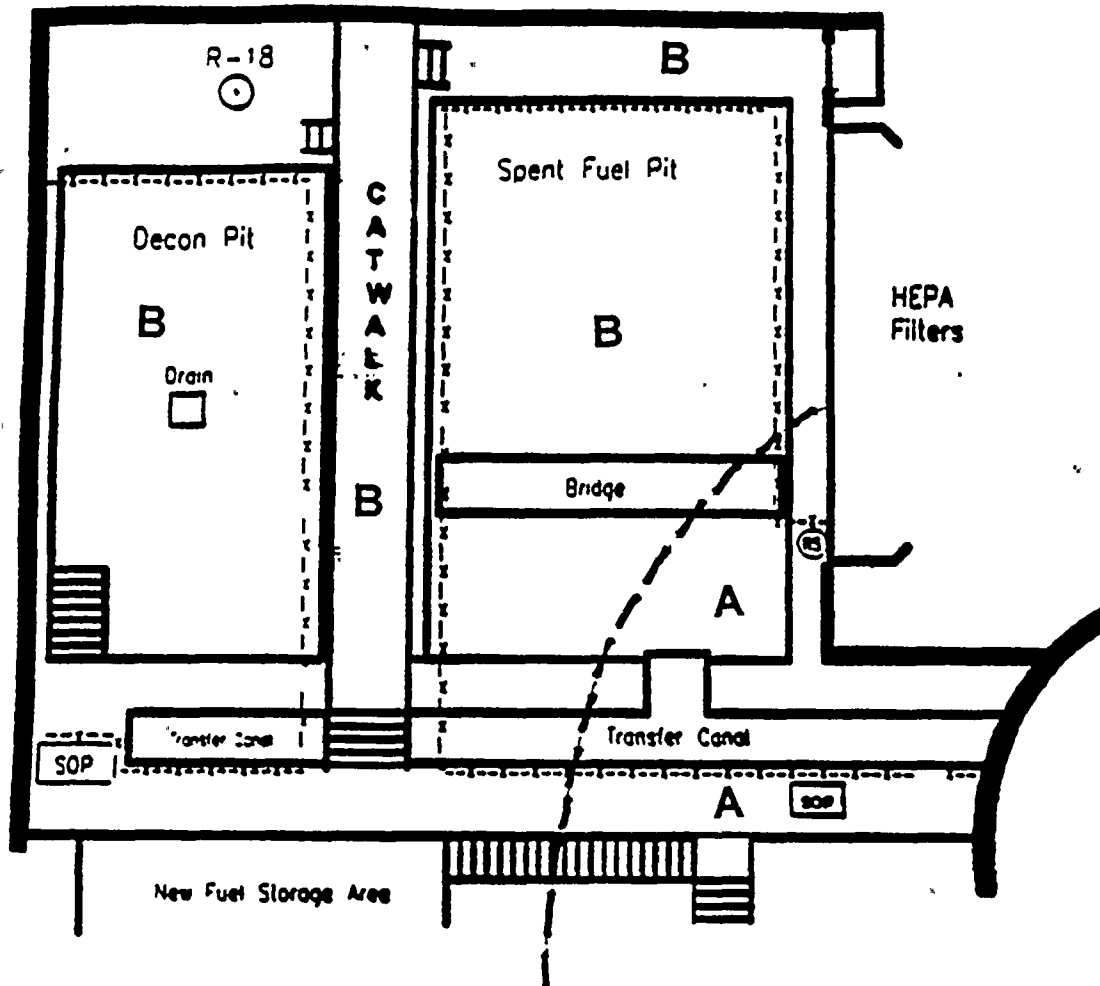 R-18
B
Spent Fuel Pit
CATWALK
Decon Pit
B
HEPA
Filters
B
Drain
B
Bridge
A
Transfer Canal
Transfer Canal
SOP
A
SOP
New Fuel Storage Area